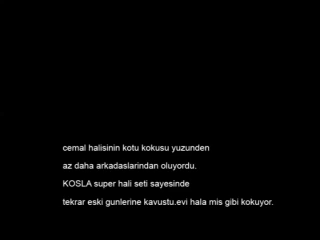 cemal halisinin kotu kokusu yuzunden
az daha arkadaslarindan oluyordu.
KOSLA super hali seti sayesinde
tekrar eski gunlerine kavustu.evi hala mis gibi kokuyor.